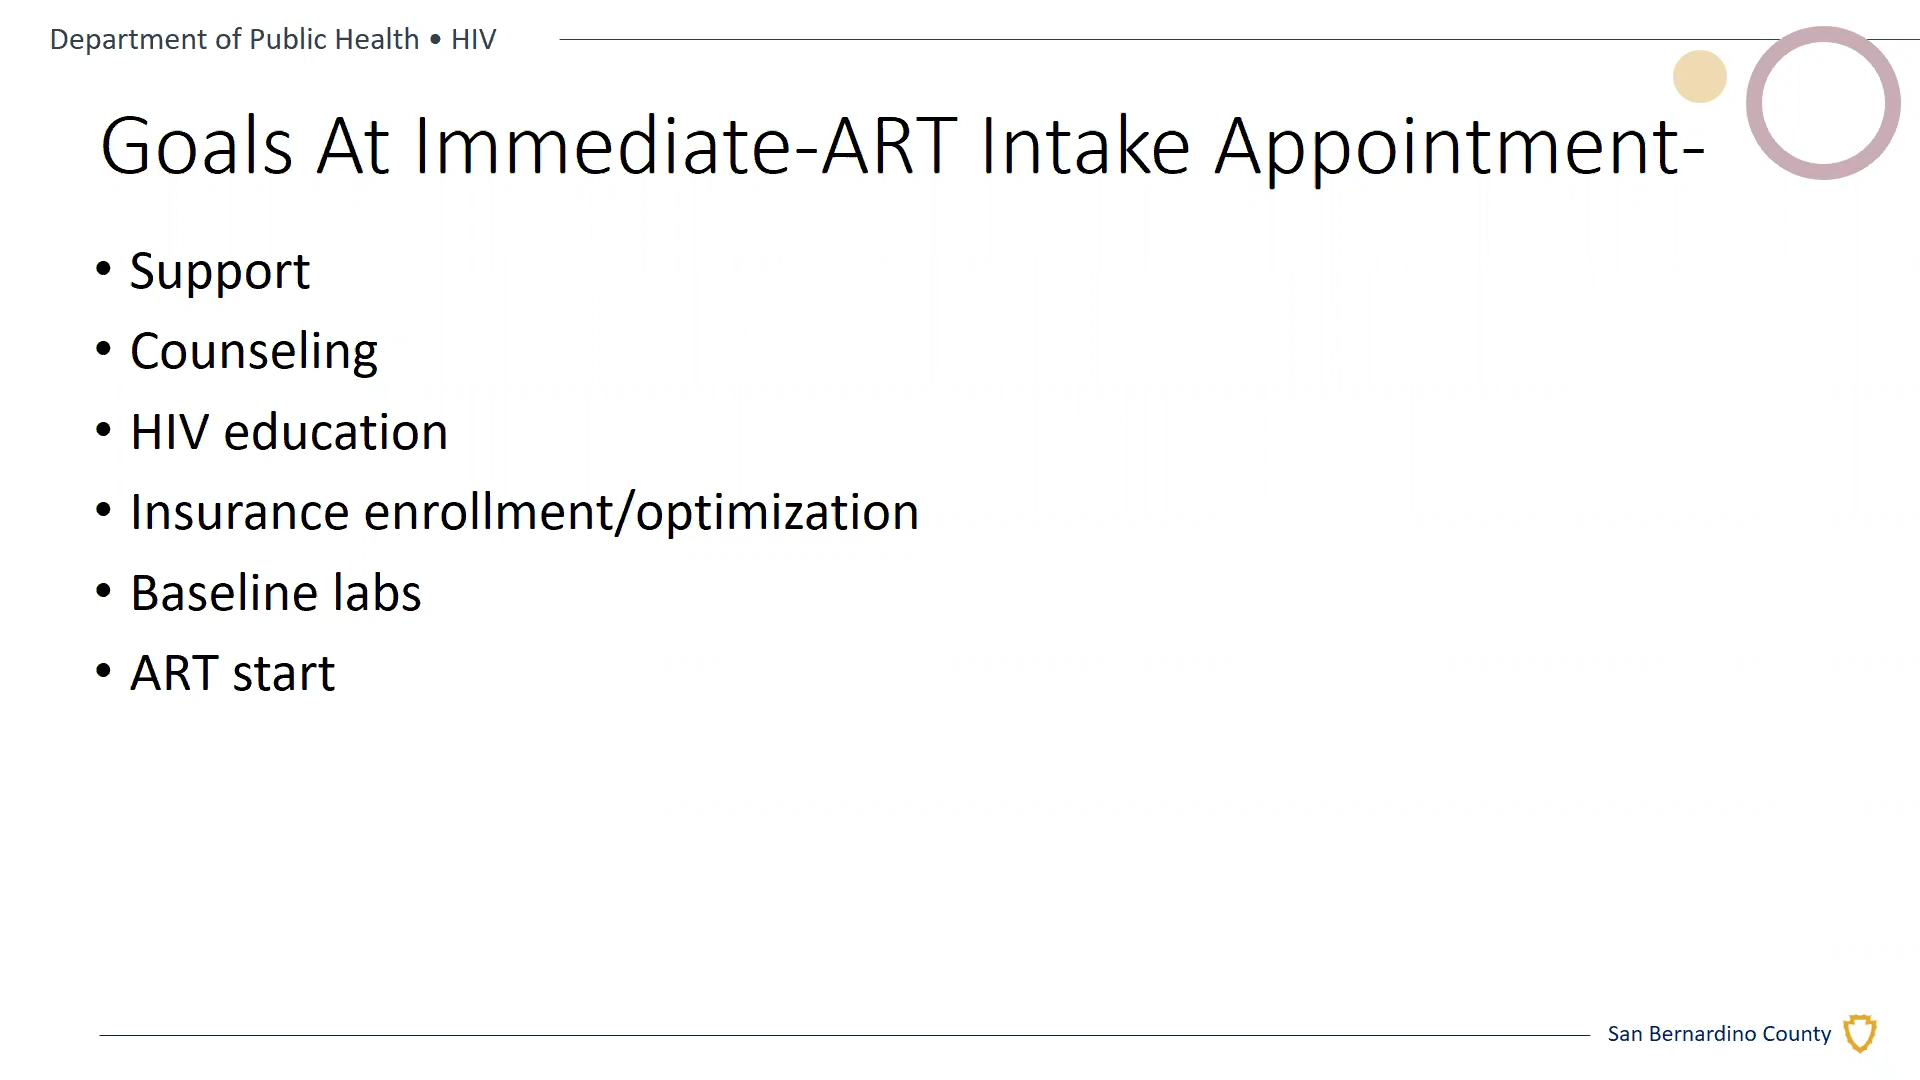 Department of Public Health • HIV
Goals At Immediate-ART Intake Appointment-
• Support
• Counseling
• HIV education
• Insurance enrollment/optimization
• Baseline labs
• ART start
San Bernardino County